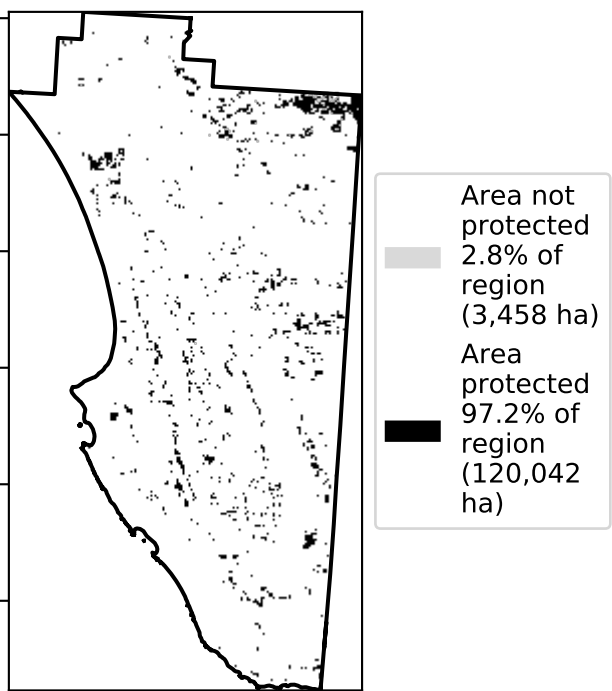 Area not
protected
2.8% of
region
(3,458 ha)
Area
protected
97.2% of
region
(120,042
ha)